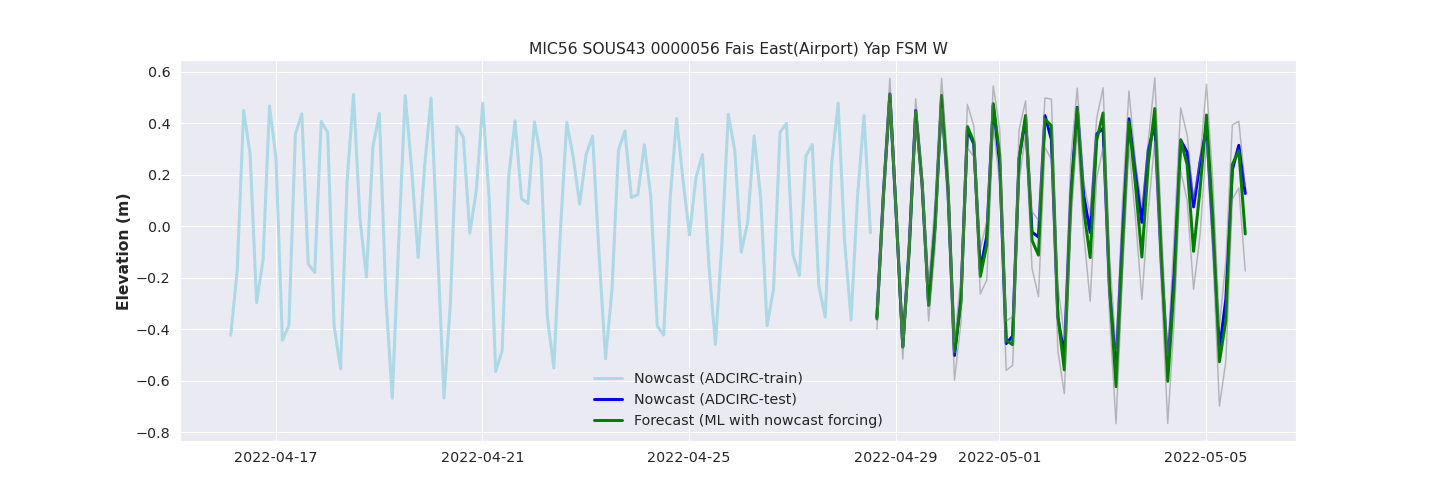 MIC56 SOUS43 0000056 Fais East(Airport) Yap FSM W
Elevation (m)
0.6
0.4
0.2
0.0
−0.2
−0.4
−0.6
−0.8
Nowcast (ADCIRC-train)
Nowcast (ADCIRC-test)
Forecast (ML with nowcast forcing)
2022-04-17 2022-04-21 2022-04-25 2022-04-29 2022-05-01 2022-05-05